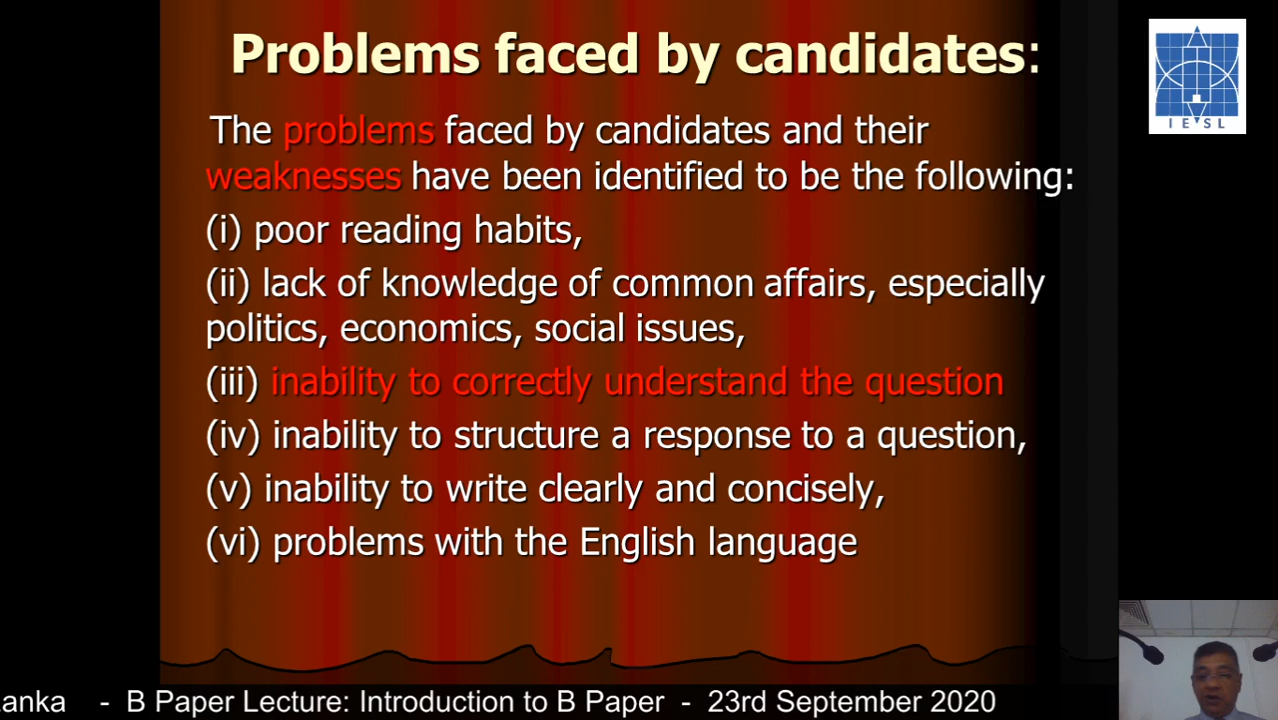 Problems faced by candidates:
The problems faced by candidates and their
weaknesses have been identified to be the following:
(i) poor reading habits,
(ii) lack of knowledge of common affairs, especially
politics, economics, social issues,
(iii) inability to correctly understand the question
(iv) inability to structure a response to a question,
(v) inability to write clearly and concisely,
(vi) problems with the English language
IESL
anka - B Paper Lecture: Introduction to B Paper - 23rd September 2020